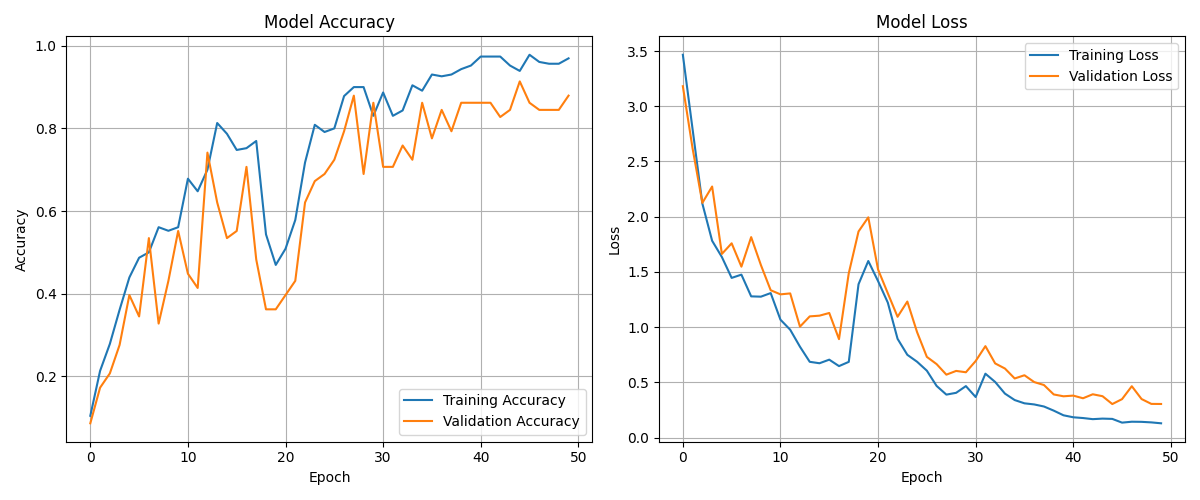 Model Accuracy
Accuracy
1.0
0.8
0.6
0.4
0.2
0 10 20 30 40 50
Epoch
Training Accuracy
Validation Accuracy
Model Loss
Loss
3.5
3.0
2.5
2.0
1.5
1.0
0.5
0.0
0 10 20 30 40 50
Epoch
Training Loss
Validation Loss